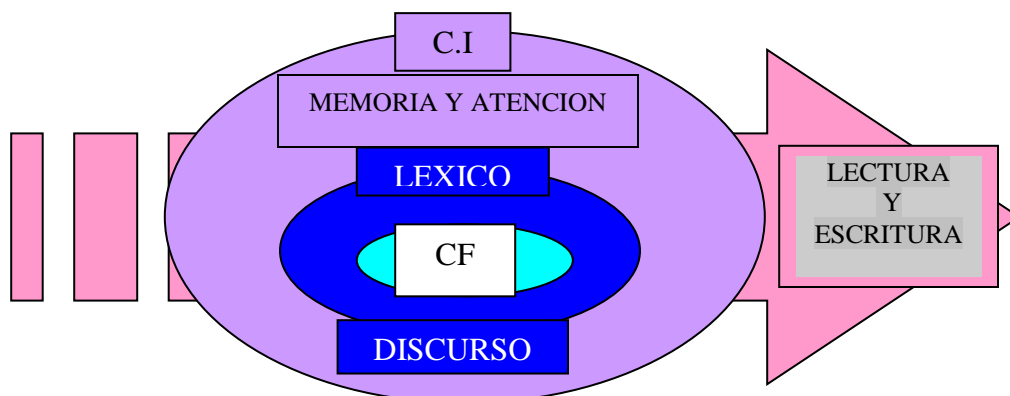 C.I
MEMORIA Y ATENCION
LEXICO
CF
DISCURSO
LECTURA
Y
ESCRITURA